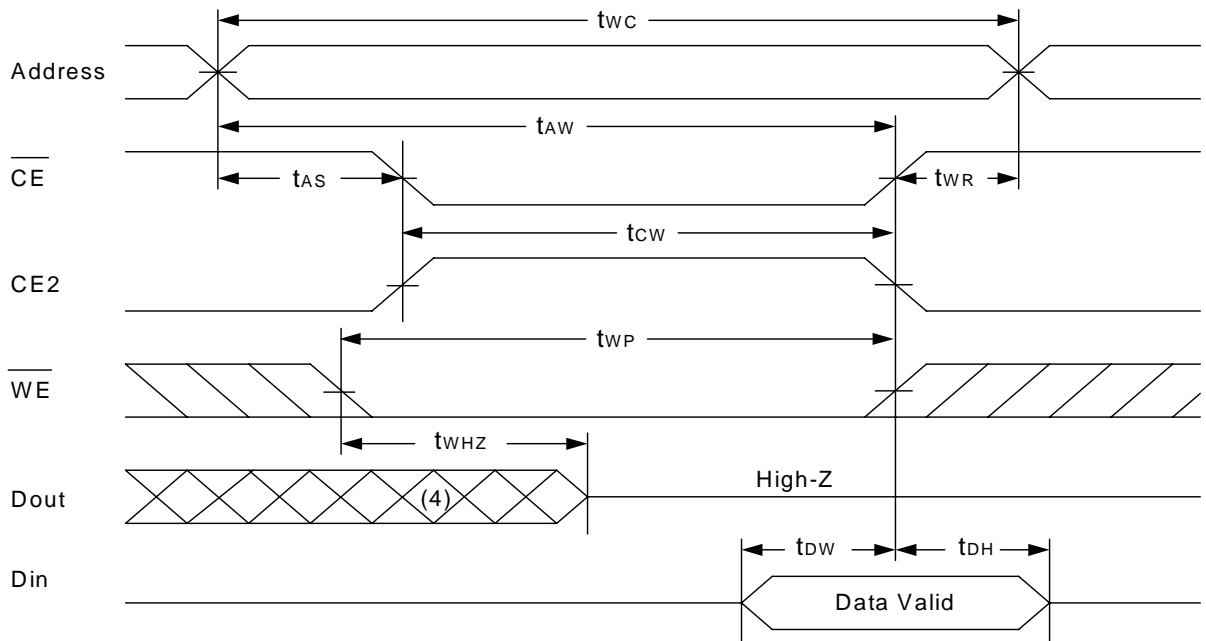 tWC
Address
tAW
CE
tAS
tWR
tCW
CE2
tWP
WE
tWHZ
Dout
(4)
High-Z
tDW
tDH
Din
Data Valid